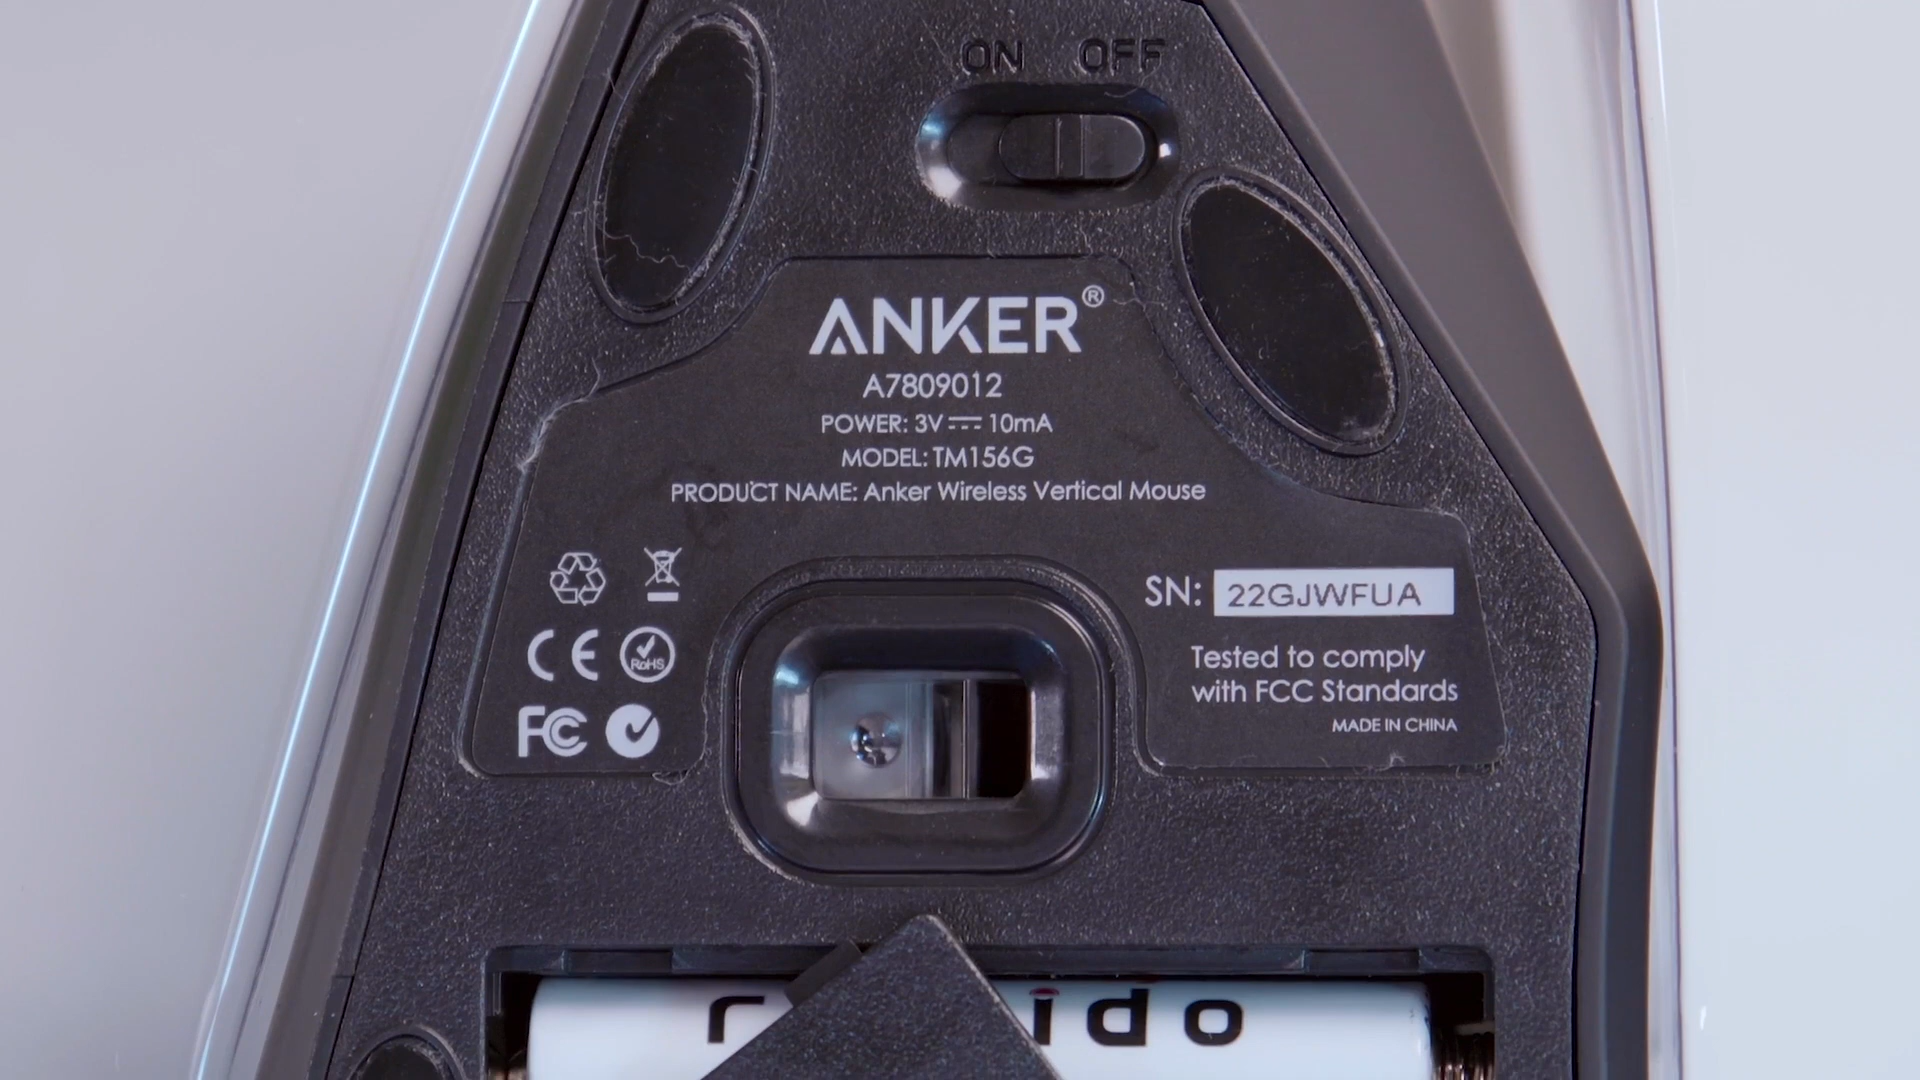 ON OFF
ANKER®
A7809012
POWER: 3V ⎓ 10mA
MODEL: TM156G
PRODUCT NAME: Anker Wireless Vertical Mouse
SN: 22GJWFUA
CE RoHS
Tested to comply
with FCC Standards
FC
MADE IN CHINA